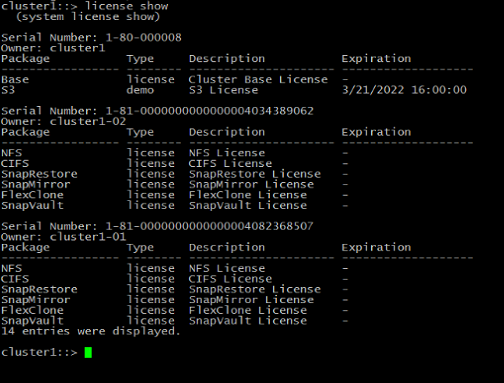 cluster1::> license show
  (system license show)

Serial Number: 1-80-000008
Owner: cluster1
Package           Type     Description           Expiration
----------------- -------- --------------------- --------------------
Base              license  Cluster Base License  -
S3                demo     S3 License            3/21/2022 16:00:00

Serial Number: 1-81-0000000000000004034389062
Owner: cluster1-02
Package           Type     Description           Expiration
----------------- -------- --------------------- --------------------
NFS               license  NFS License           -
CIFS              license  CIFS License          -
SnapRestore       license  SnapRestore License   -
SnapMirror        license  SnapMirror License    -
FlexClone         license  FlexClone License     -
SnapVault         license  SnapVault License     -

Serial Number: 1-81-0000000000000004082368507
Owner: cluster1-01
Package           Type     Description           Expiration
----------------- -------- --------------------- --------------------
NFS               license  NFS License           -
CIFS              license  CIFS License          -
SnapRestore       license  SnapRestore License   -
SnapMirror        license  SnapMirror License    -
FlexClone         license  FlexClone License     -
SnapVault         license  SnapVault License     -
14 entries were displayed.

cluster1::>